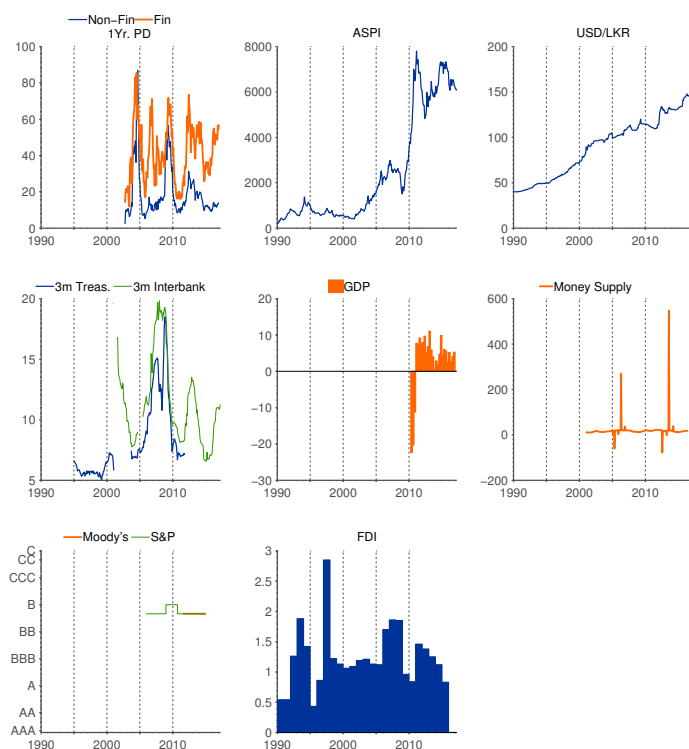 Non−Fin Fin
1Yr. PD
100
80
60
40
20
0
1990 2000 2010
ASPI
8000
6000
4000
2000
0
1990 2000 2010
USD/LKR
200
150
100
50
0
1990 2000 2010
3m Treas. 3m Interbank
20
15
10
5
1990 2000 2010
GDP
20
10
0
−10
−20
−30
1990 2000 2010
Money Supply
600
400
200
0
−200
1990 2000 2010
Moody's S&P
C
CC
CCC
B
BB
BBB
A
AA
AAA
1990 2000 2010
FDI
3
2.5
2
1.5
1
0.5
0
1990 2000 2010